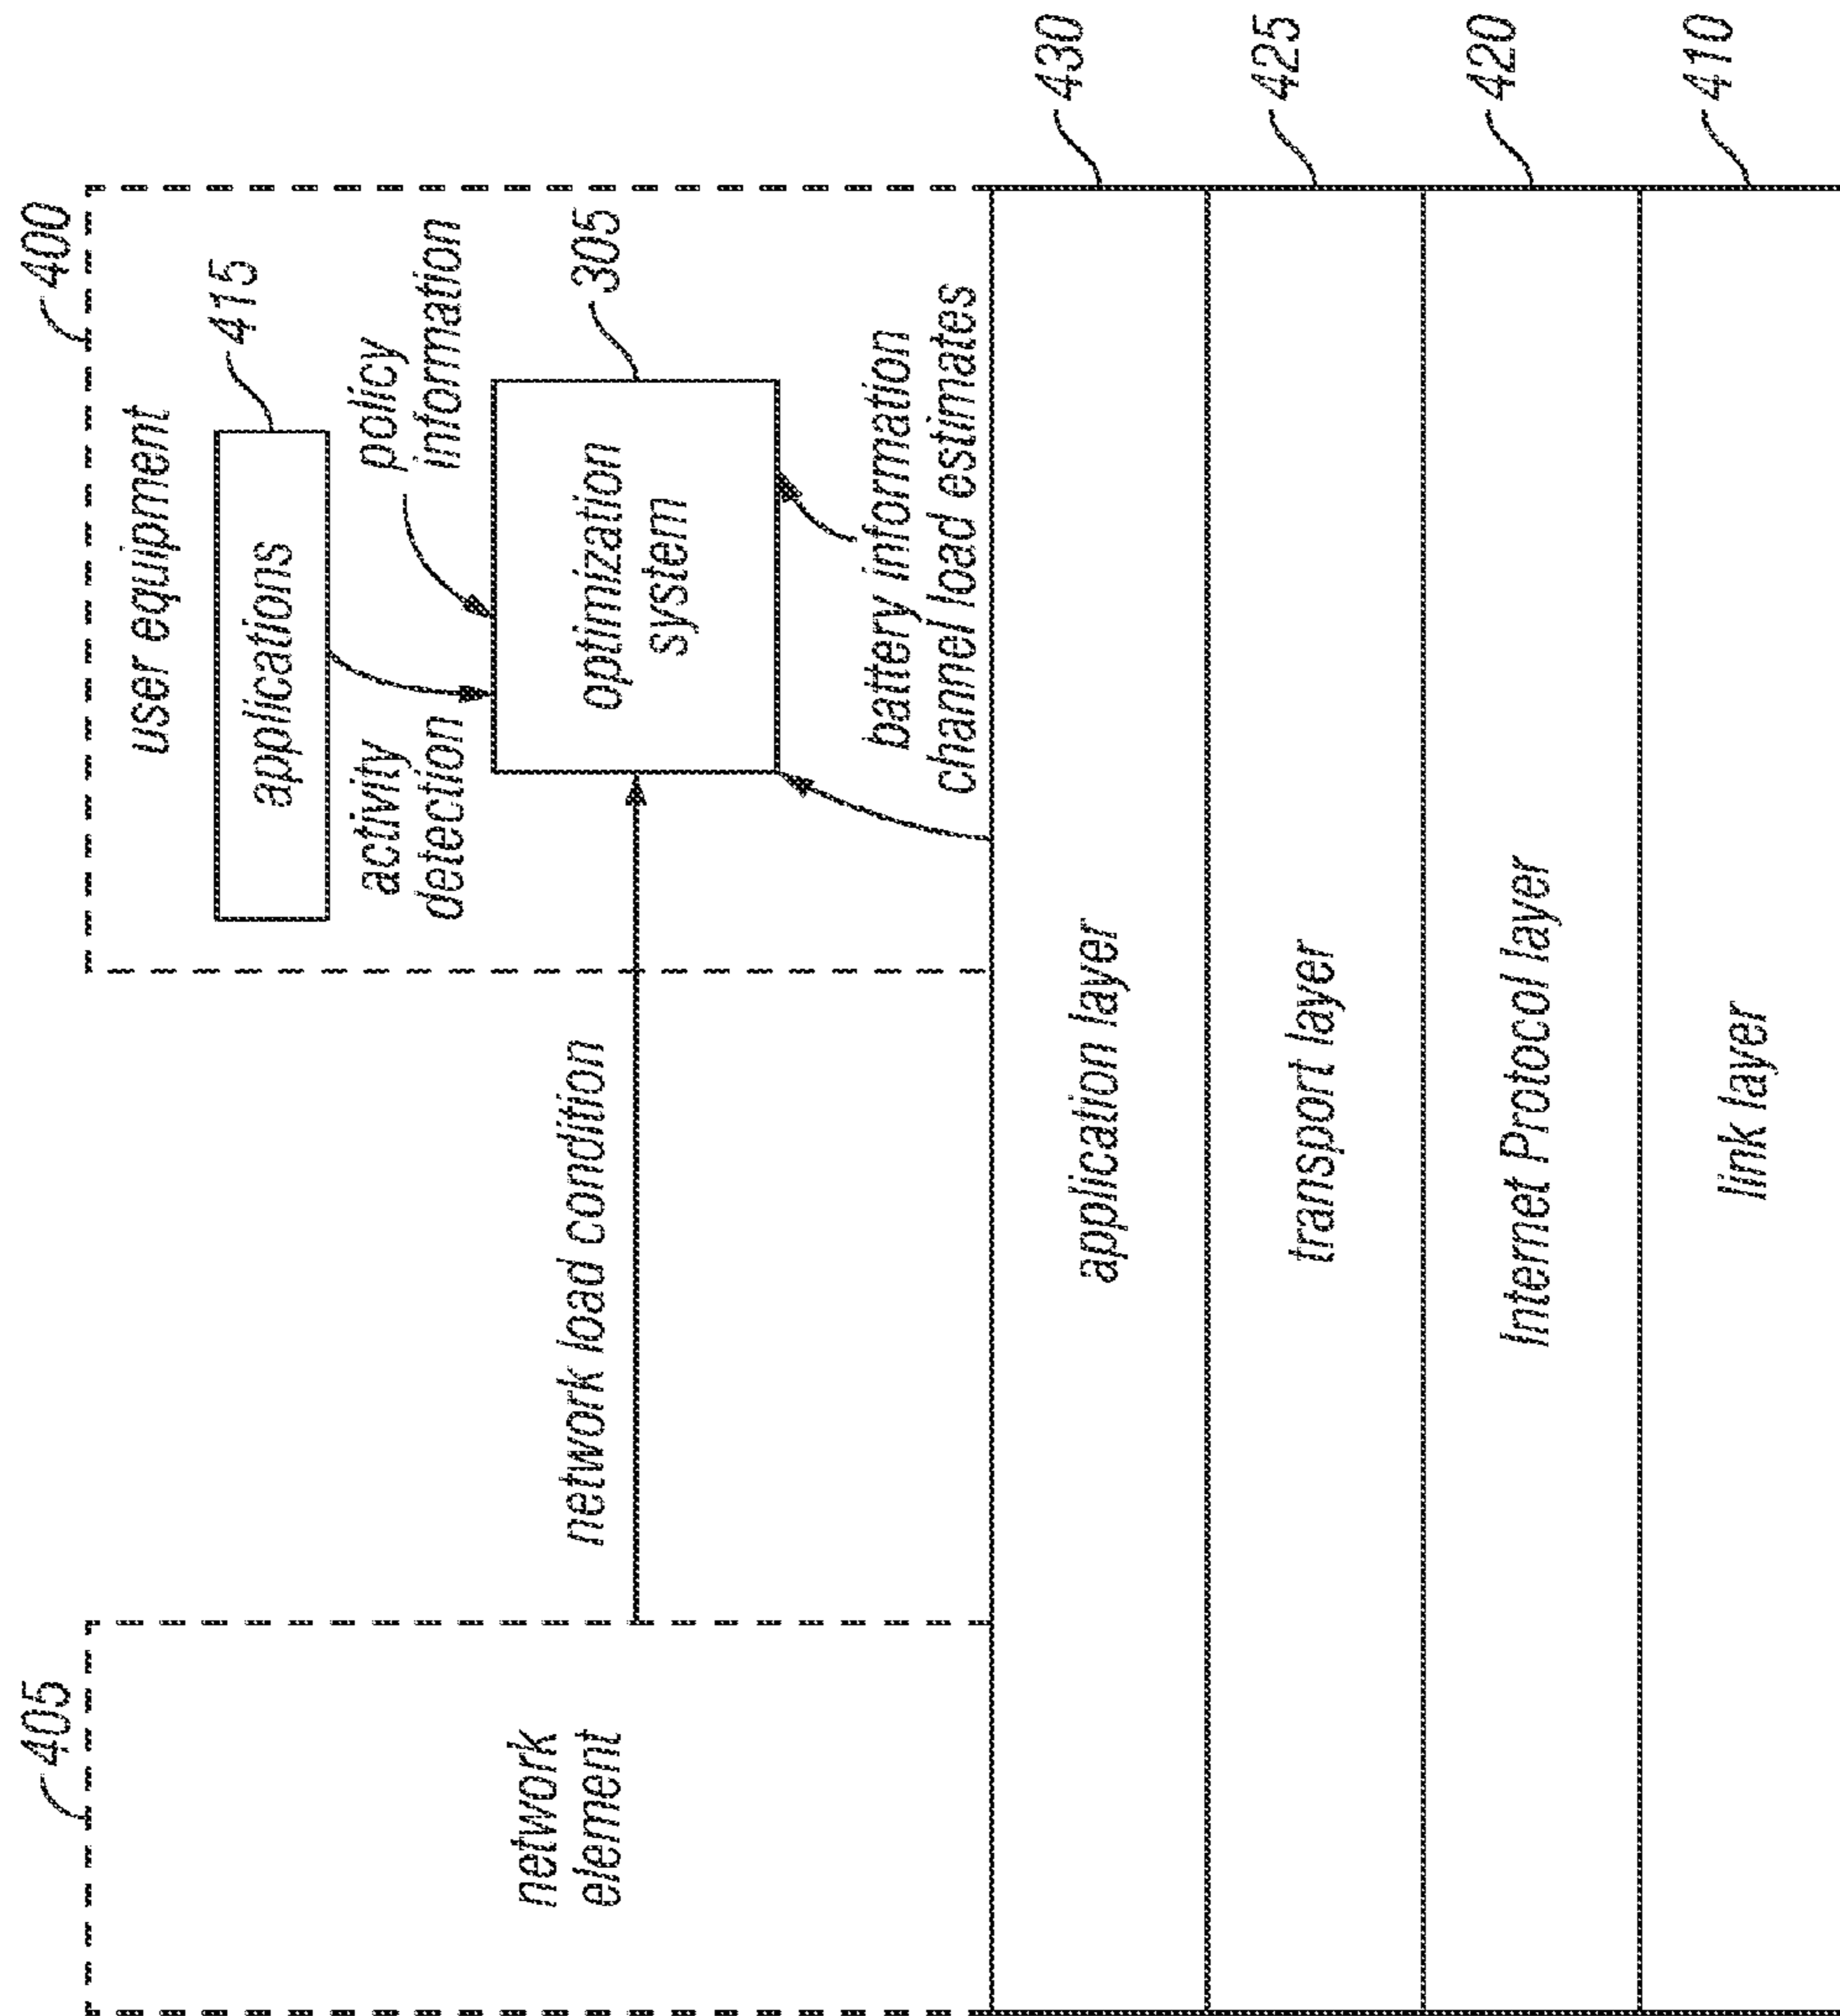 405
400
user equipment
415
applications
activity
detection
policy
information
network
element
network load condition
optimization
system
305
battery information
channel load estimates
application layer
430
transport layer
425
Internet Protocol layer
420
link layer
410